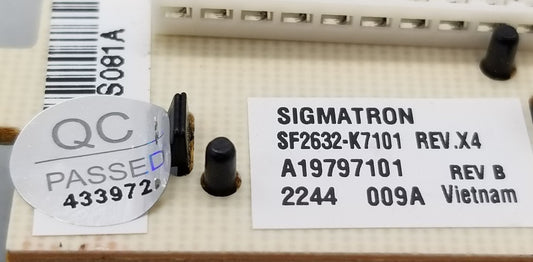 S081A
QC
PASSED
433972
SIGMATRON
SF2632-K7101 REV.X4
A19797101 REV B
2244 009A Vietnam